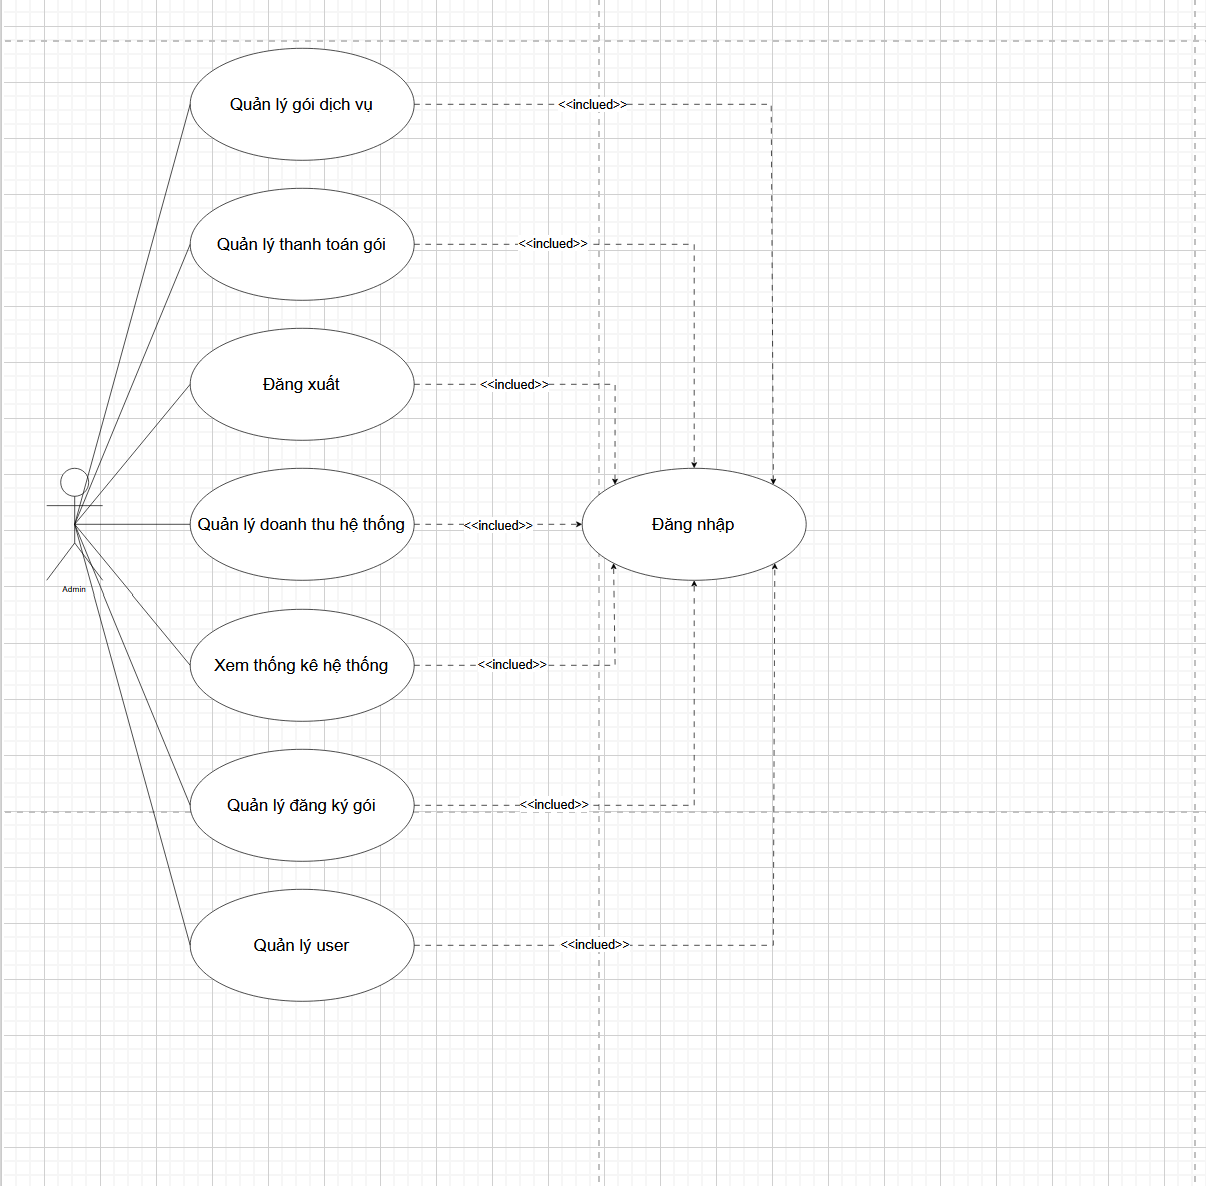 Quản lý gói dịch vụ
<<inclued>>
Quản lý thanh toán gói
<<inclued>>
Đăng xuất
<<inclued>>
Quản lý doanh thu hệ thống
<<inclued>>
Đăng nhập
Admin
Xem thống kê hệ thống
<<inclued>>
Quản lý đăng ký gói
<<inclued>>
Quản lý user
<<inclued>>